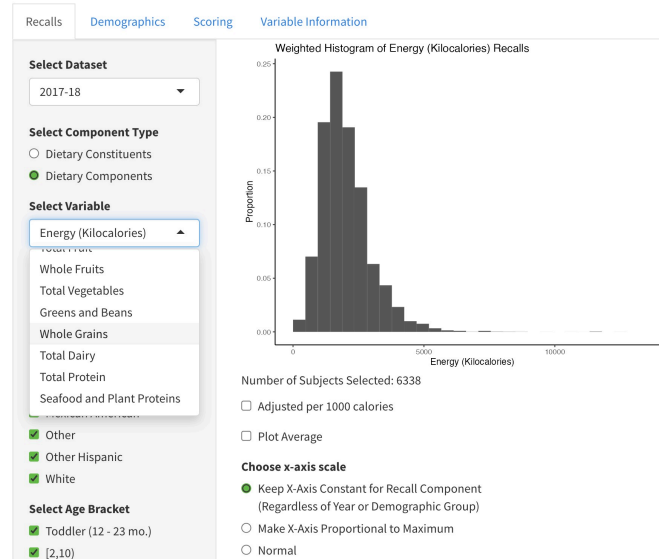 Recalls
Demographics
Scoring
Variable Information
Select Dataset
2017-18
Select Component Type
Dietary Constituents
Dietary Components
Select Variable
Energy (Kilocalories)
Total Fruit
Whole Fruits
Total Vegetables
Greens and Beans
Whole Grains
Total Dairy
Total Protein
Seafood and Plant Proteins
Mexican American
Other
Other Hispanic
White
Select Age Bracket
Toddler (12 - 23 mo.)
[2,10)
Weighted Histogram of Energy (Kilocalories) Recalls
Proportion
0.25
0.20
0.15
0.10
0.05
0.00
0
5000
10000
Energy (Kilocalories)
Number of Subjects Selected: 6338
Adjusted per 1000 calories
Plot Average
Choose x-axis scale
Keep X-Axis Constant for Recall Component
(Regardless of Year or Demographic Group)
Make X-Axis Proportional to Maximum
Normal